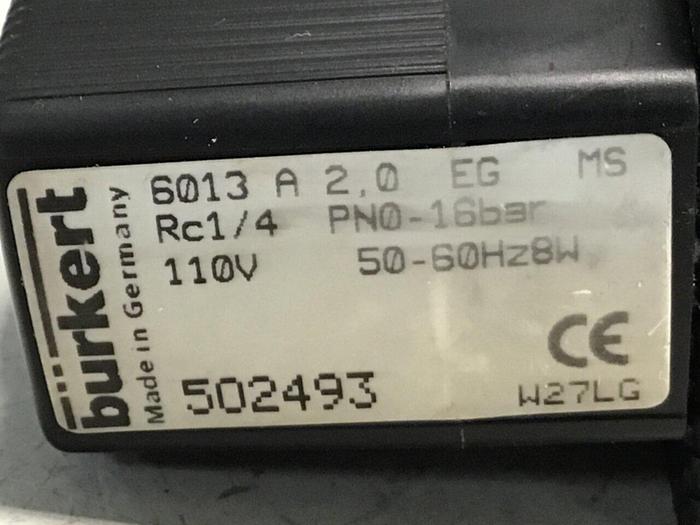 bürkert
Made in Germany
6013 A 2,0 EG MS
Rc1/4 PN0-16bar
110V 50-60Hz8W
CE
502493
W27LG